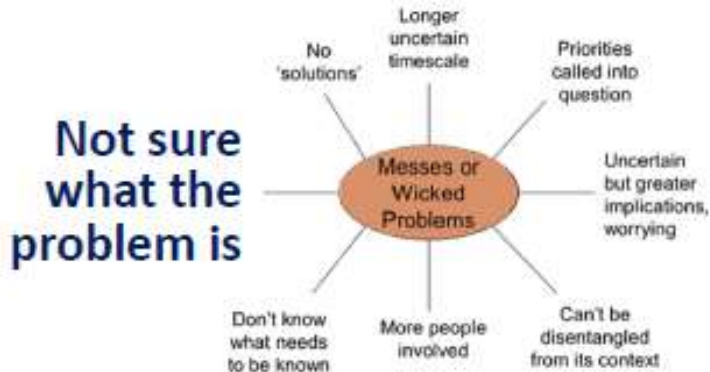 Longer
uncertain
timescale
No
'solutions'
Priorities
called into
question
Not sure
what the
problem is
Messes or
Wicked
Problems
Uncertain
but greater
implications,
worrying
Don't know
what needs
to be known
More people
involved
Can't be
disentangled
from its context